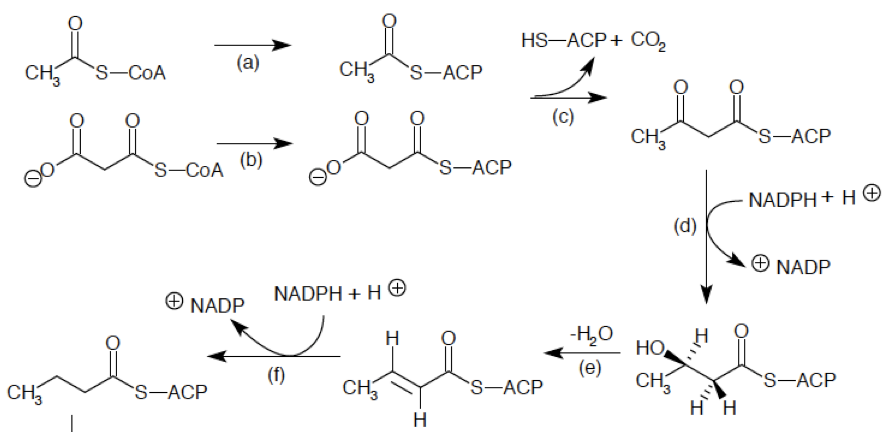 O
CH3 S—CoA
(a)
O
CH3 S—ACP
HS—ACP + CO2
(c)
O O
CH3 S—ACP
O O
⊖O S—CoA
(b)
O O
⊖O S—ACP
(d)
NADPH + H ⊕
⊕ NADP
HO H O
CH3 S—ACP
H H
-H2O
(e)
H O
CH3 S—ACP
H
⊕ NADP
NADPH + H ⊕
(f)
O
CH3 S—ACP